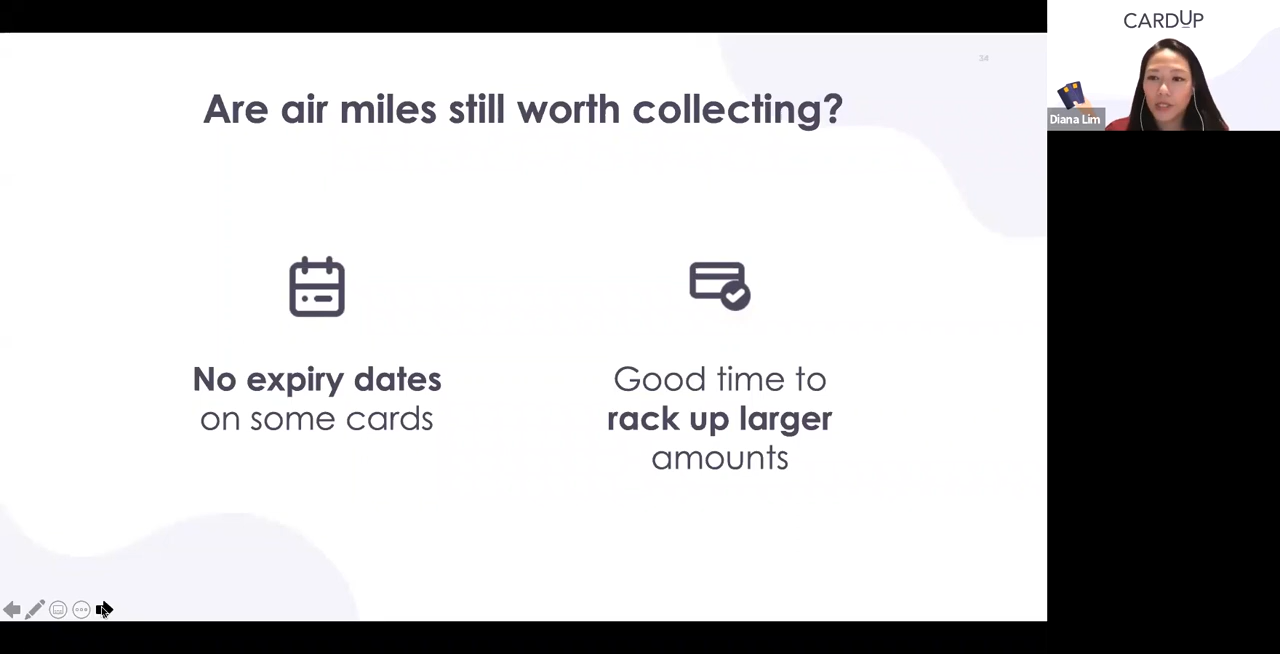 34
Are air miles still worth collecting?
No expiry dates
on some cards
Good time to
rack up larger
amounts
CARDUP
Diana Lim